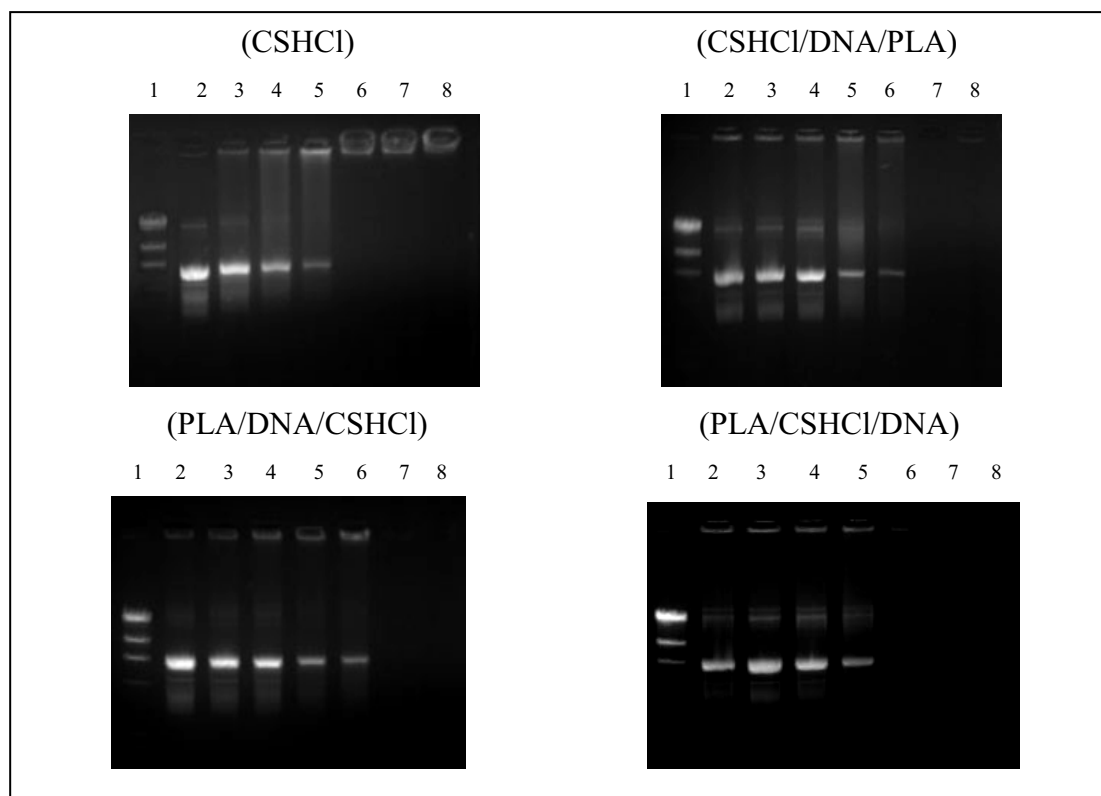 (CSHCl)
1 2 3 4 5 6 7 8
(CSHCl/DNA/PLA)
1 2 3 4 5 6 7 8
(PLA/DNA/CSHCl)
1 2 3 4 5 6 7 8
(PLA/CSHCl/DNA)
1 2 3 4 5 6 7 8